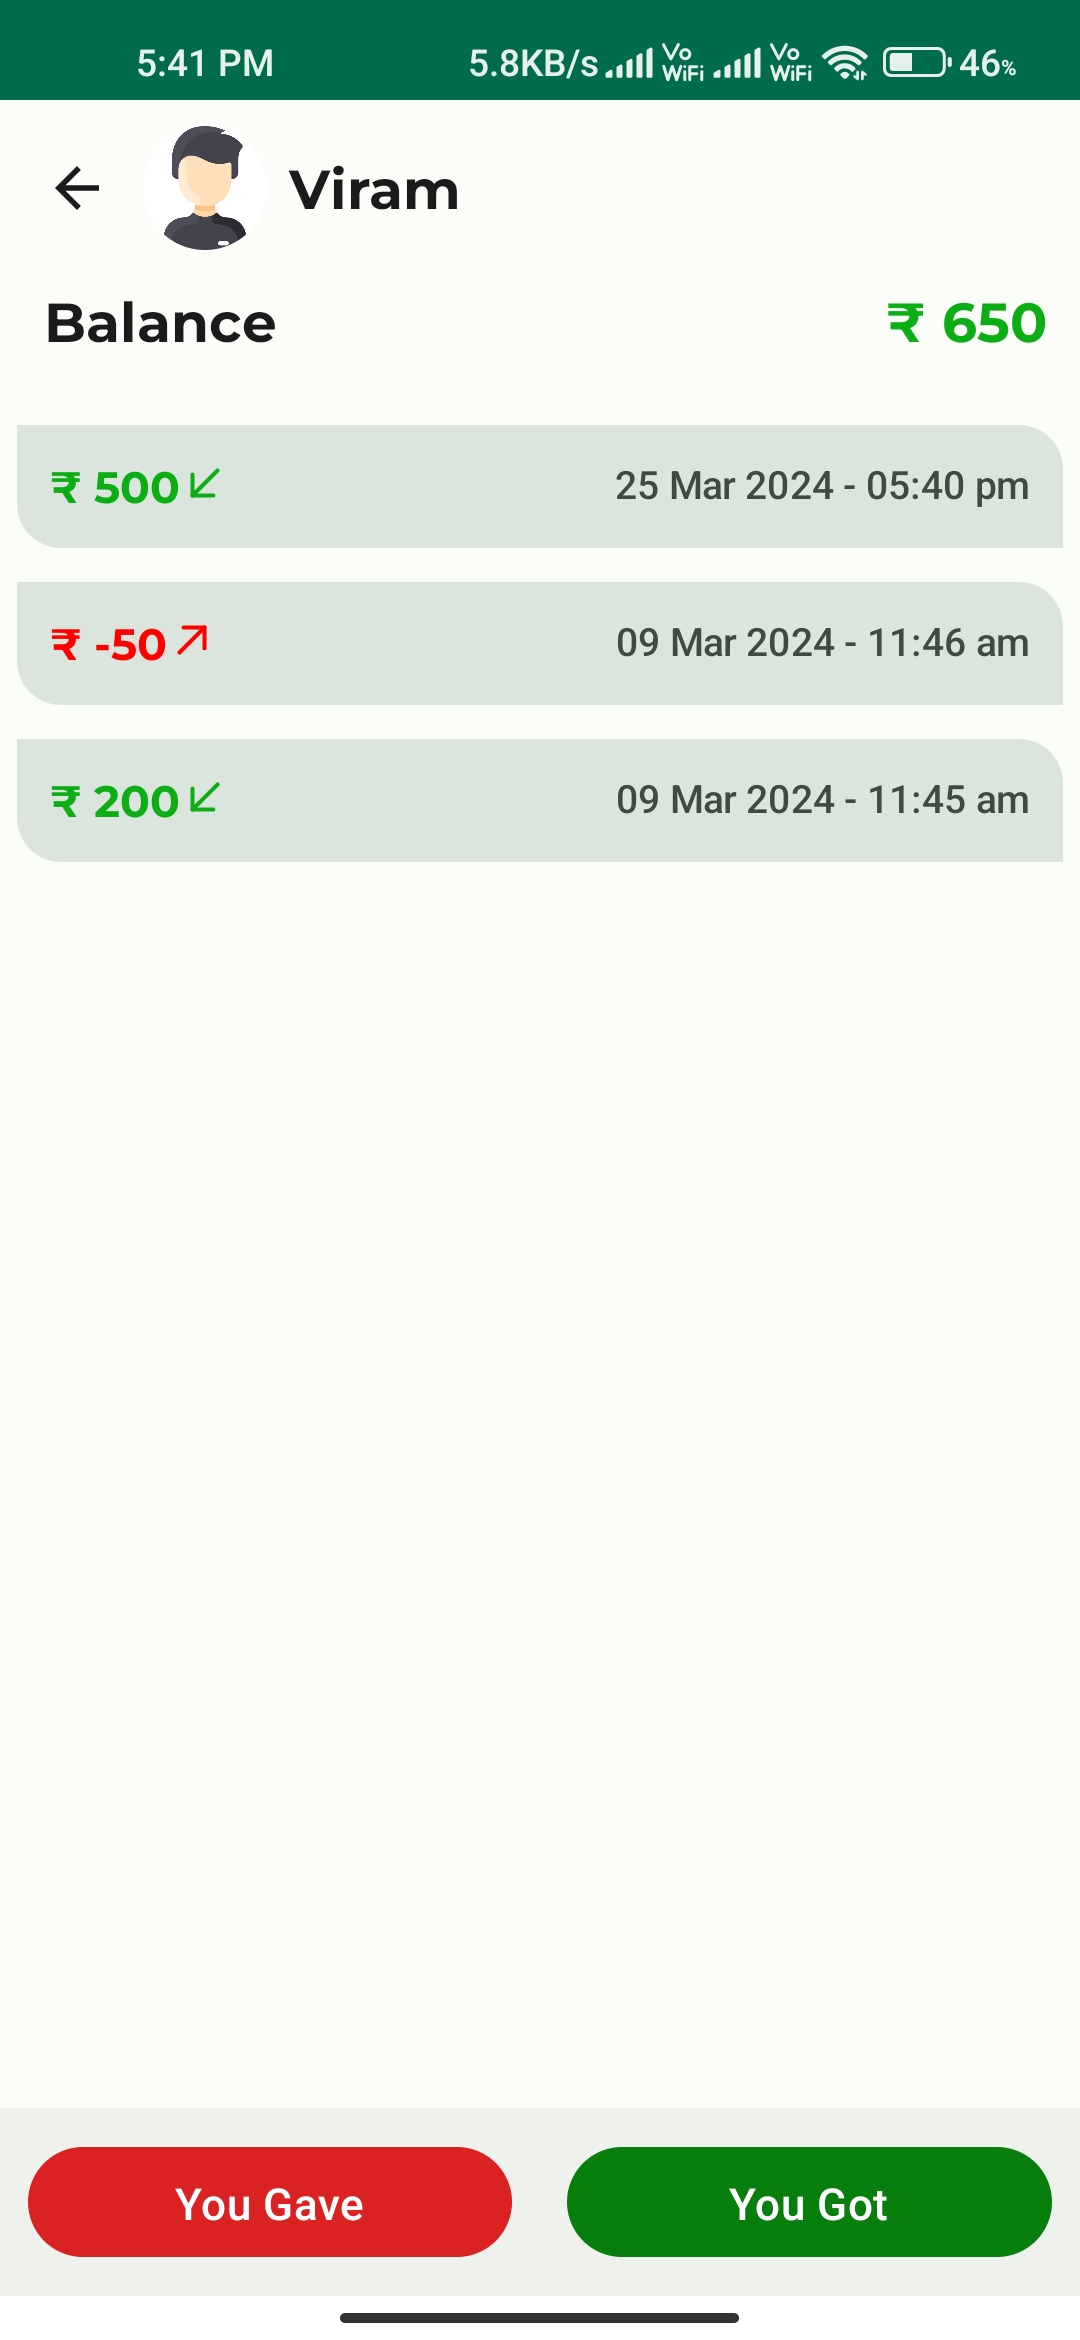 5:41 PM 5.8KB/s Vo WiFi Vo WiFi 46%
Viram
Balance ₹ 650
₹ 500 25 Mar 2024 - 05:40 pm
₹ -50 09 Mar 2024 - 11:46 am
₹ 200 09 Mar 2024 - 11:45 am
You Gave You Got